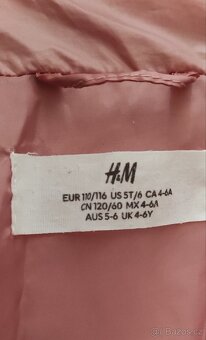 H&M
EUR 110/116 US 5T/6 CA 4-6A
CN 120/60 MX 4-6A
AUS 5-6 UK 4-6Y